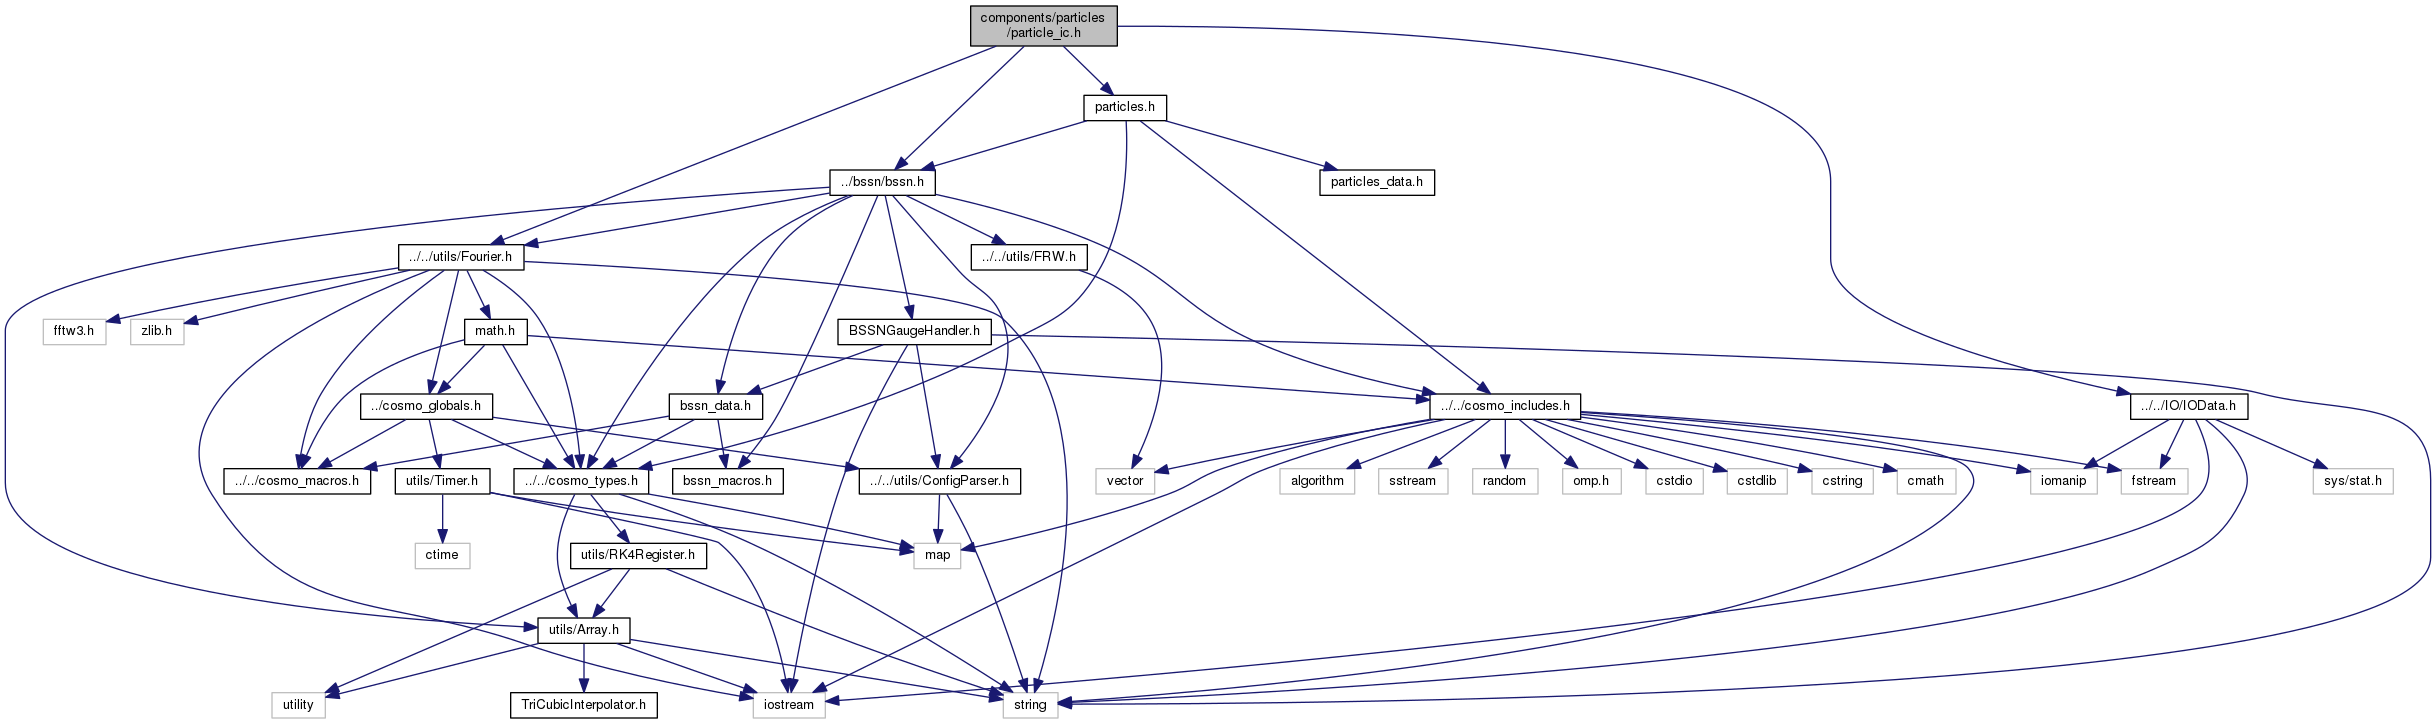 components/particles
/particle_ic.h
particles.h
../bssn/bssn.h
particles_data.h
../../utils/Fourier.h
../../utils/FRW.h
fftw3.h
zlib.h
math.h
BSSNGaugeHandler.h
../cosmo_globals.h
bssn_data.h
../../cosmo_includes.h
../../IO/IOData.h
../../cosmo_macros.h
utils/Timer.h
../../cosmo_types.h
bssn_macros.h
../../utils/ConfigParser.h
vector
algorithm
sstream
random
omp.h
cstdio
cstdlib
cstring
cmath
iomanip
fstream
sys/stat.h
ctime
utils/RK4Register.h
map
utils/Array.h
utility
TriCubicInterpolator.h
iostream
string